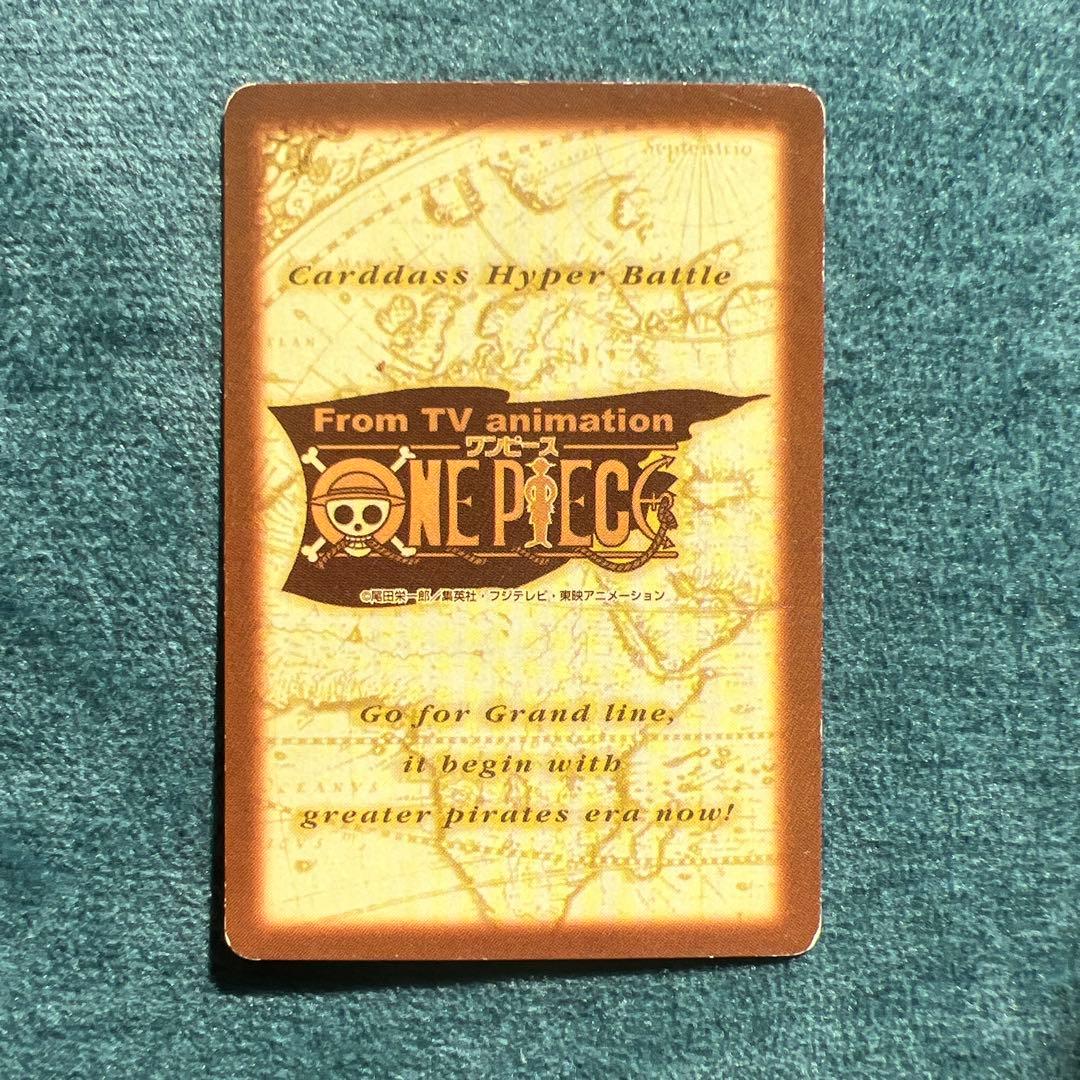 Septentrio
Carddass Hyper Battle
From TV animation
ワンピース
ONE PIECE
©尾田栄一郎/集英社・フジテレビ・東映アニメーション
Go for Grand line,
it begin with
greater pirates era now!